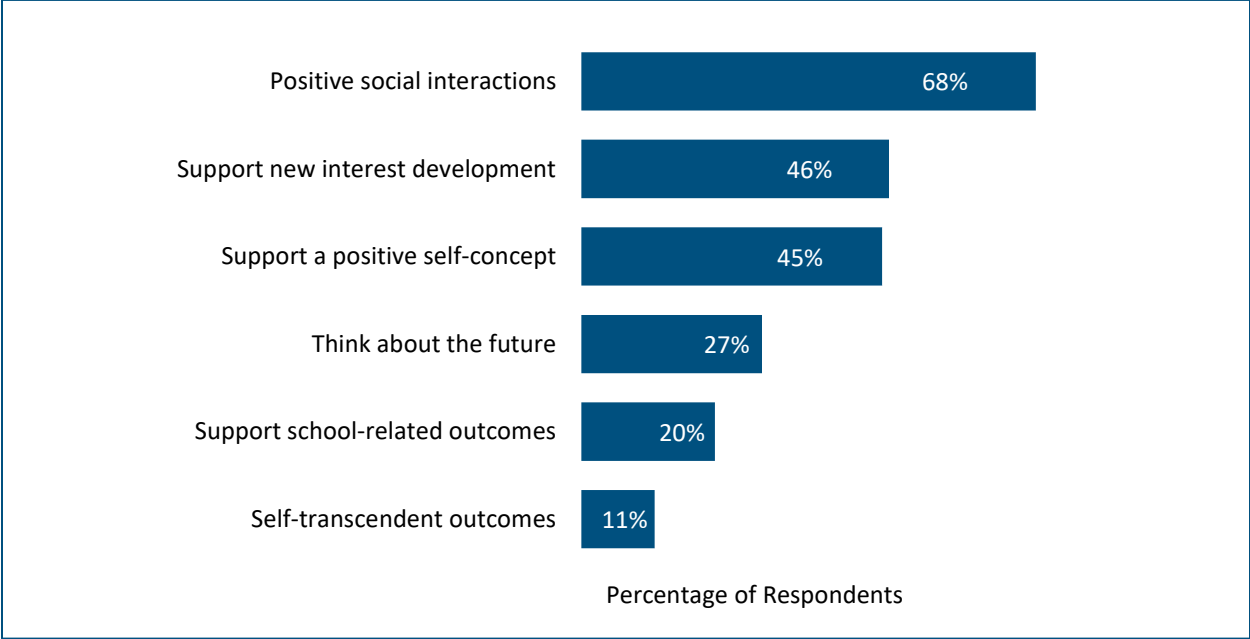 Positive social interactions 68%
Support new interest development 46%
Support a positive self-concept 45%
Think about the future 27%
Support school-related outcomes 20%
Self-transcendent outcomes 11%
Percentage of Respondents